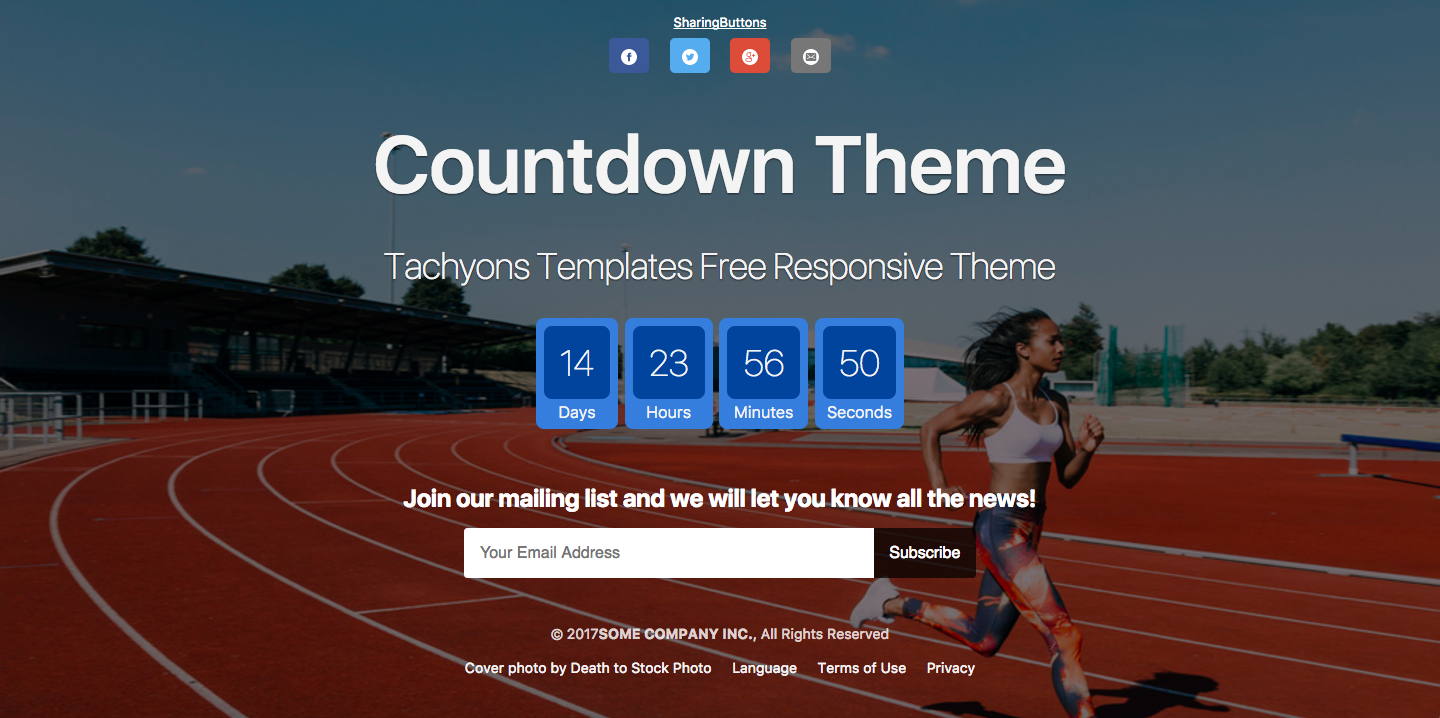 SharingButtons
Countdown Theme
Tachyons Templates Free Responsive Theme
14 23 56 50
Days Hours Minutes Seconds
Join our mailing list and we will let you know all the news!
Your Email Address Subscribe
© 2017SOME COMPANY INC., All Rights Reserved
Cover photo by Death to Stock Photo Language Terms of Use Privacy